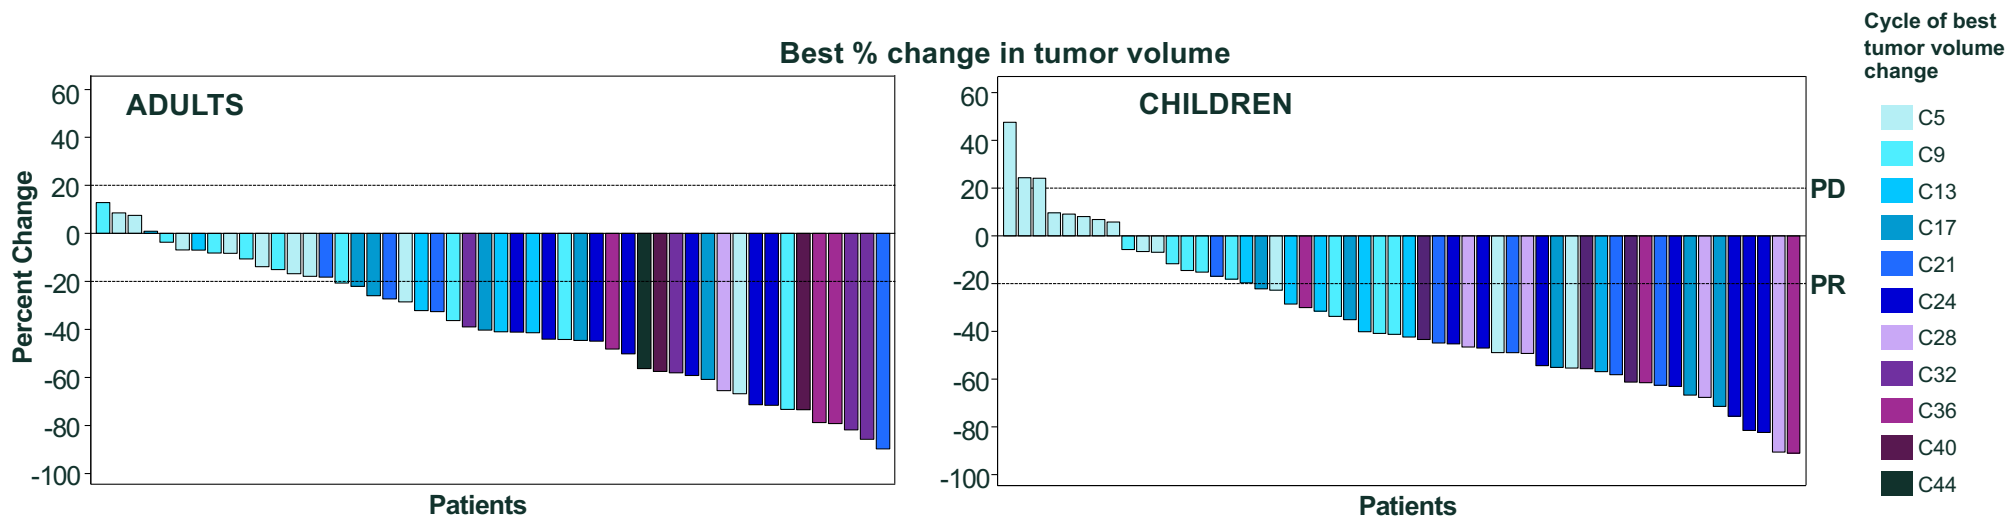 Best % change in tumor volume
ADULTS
Percent Change
60
40
20
0
-20
-40
-60
-80
-100
Patients
CHILDREN
60
40
20
0
-20
-40
-60
-80
-100
PD
PR
Patients
Cycle of best
tumor volume
change
C5
C9
C13
C17
C21
C24
C28
C32
C36
C40
C44